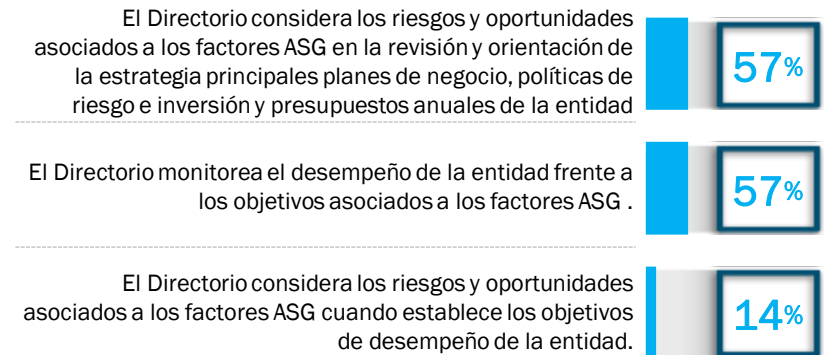 El Directorio considera los riesgos y oportunidades
asociados a los factores ASG en la revisión y orientación de
la estrategia principales planes de negocio, políticas de
riesgo e inversión y presupuestos anuales de la entidad
57%
El Directorio monitorea el desempeño de la entidad frente a
los objetivos asociados a los factores ASG .
57%
El Directorio considera los riesgos y oportunidades
asociados a los factores ASG cuando establece los objetivos
de desempeño de la entidad.
14%